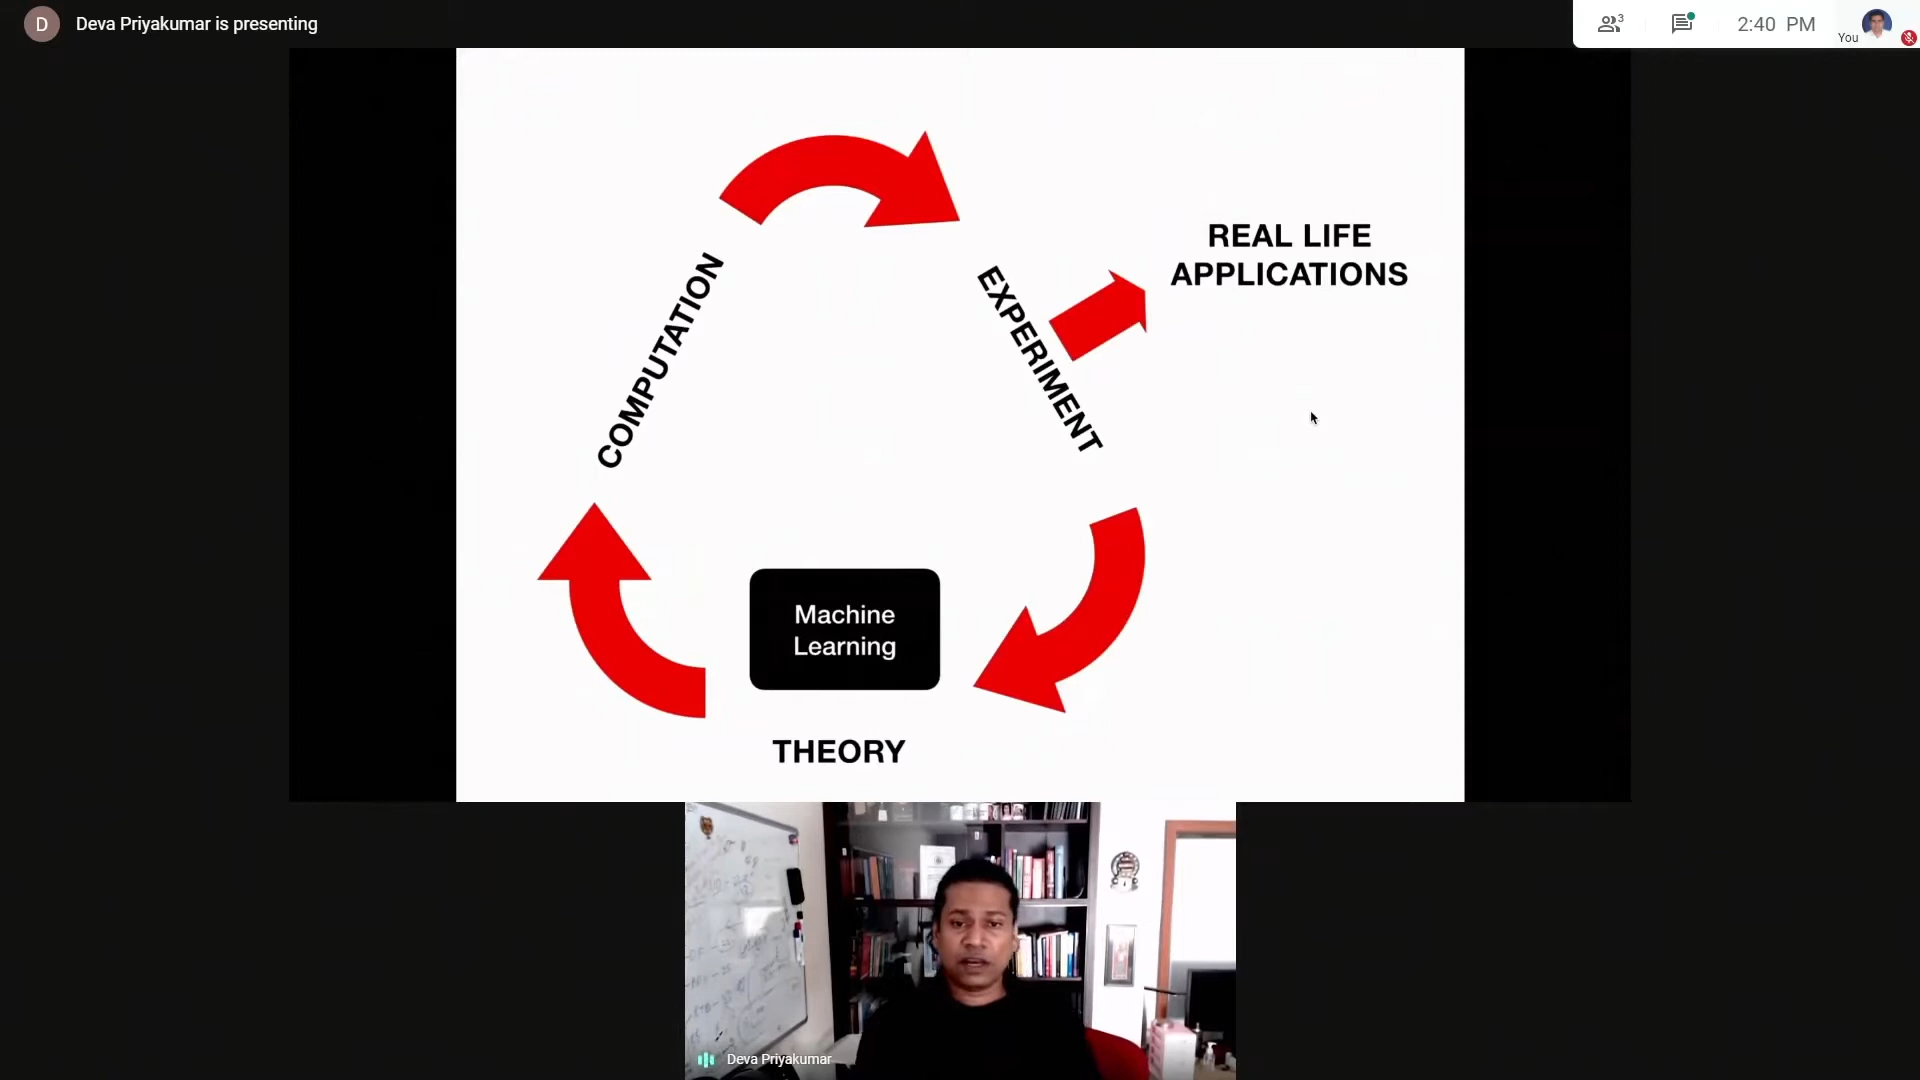 D
Deva Priyakumar is presenting
3
2:40 PM
You
COMPUTATION
EXPERIMENT
REAL LIFE
APPLICATIONS
Machine
Learning
THEORY
Deva Priyakumar